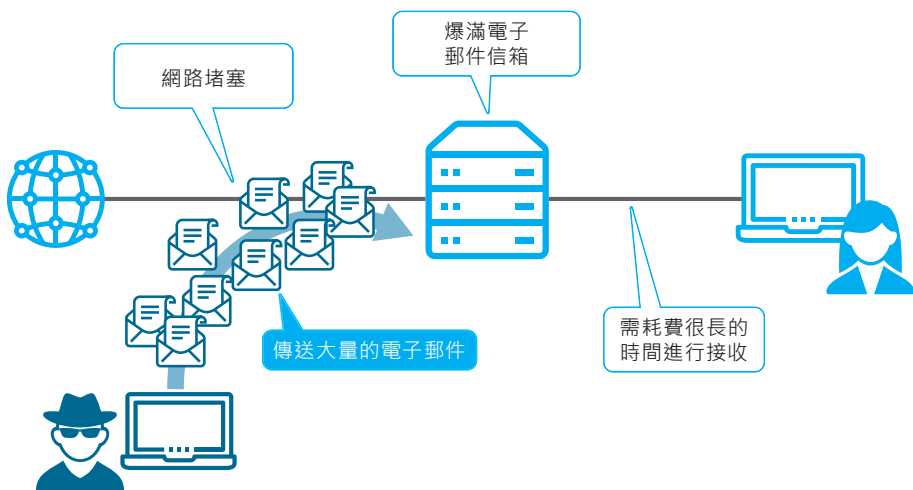 爆滿電子
郵件信箱
網路堵塞
傳送大量的電子郵件
需耗費很長的
時間進行接收